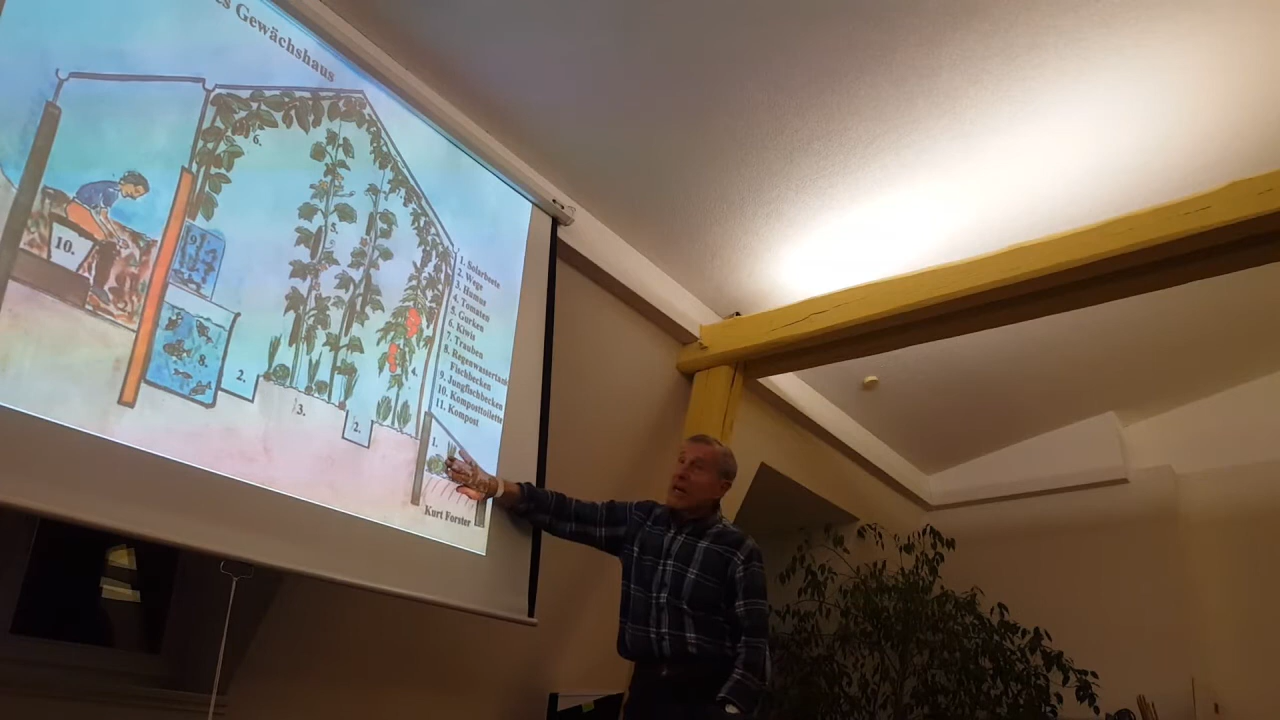 es Gewächshaus
6.
5.
9.
10.
8.
2.
3.
2.
4.
1.
1. Solarbeete
2. Wege
3. Humus
4. Tomaten
5. Gurken
6. Kiwis
7. Trauben
8. Regenwassertank
Fischbecken
9. Jungfischbecken
10. Komposttoilette
11. Kompost
Kurt Forster